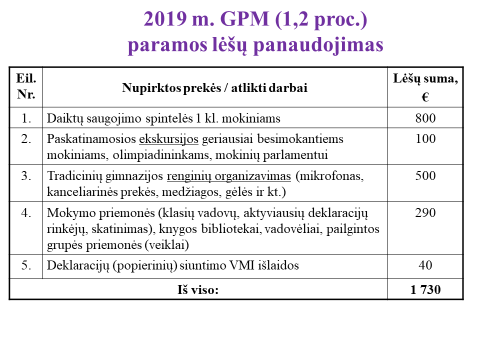 2019 m. GPM (1,2 proc.)
paramos lėšų panaudojimas
Eil. Nr. Nupirktos prekės / atlikti darbai Lėšų suma, €
1. Daiktų saugojimo spintelės 1 kl. mokiniams 800
2. Paskatinamosios ekskursijos geriausiai besimokantiems 100
mokiniams, olimpiadininkams, mokinių parlamentui
3. Tradicinių gimnazijos renginių organizavimas (mikrofonas, 500
kanceliarinės prekės, medžiagos, gėlės ir kt.)
4. Mokymo priemonės (klasių vadovų, aktyviausių deklaracijų 290
rinkėjų, skatinimas), knygos bibliotekai, vadovėliai, pailgintos
grupės priemonės (veiklai)
5. Deklaracijų (popierinių) siuntimo VMI išlaidos 40
Iš viso: 1 730